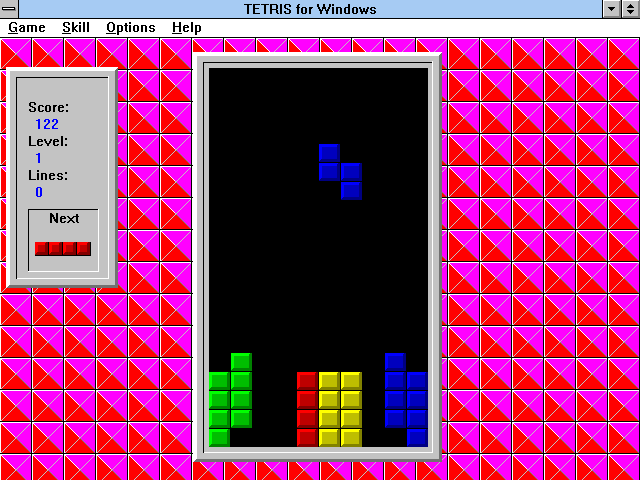 TETRIS for Windows
Game Skill Options Help
Score:
122
Level:
1
Lines:
0
Next